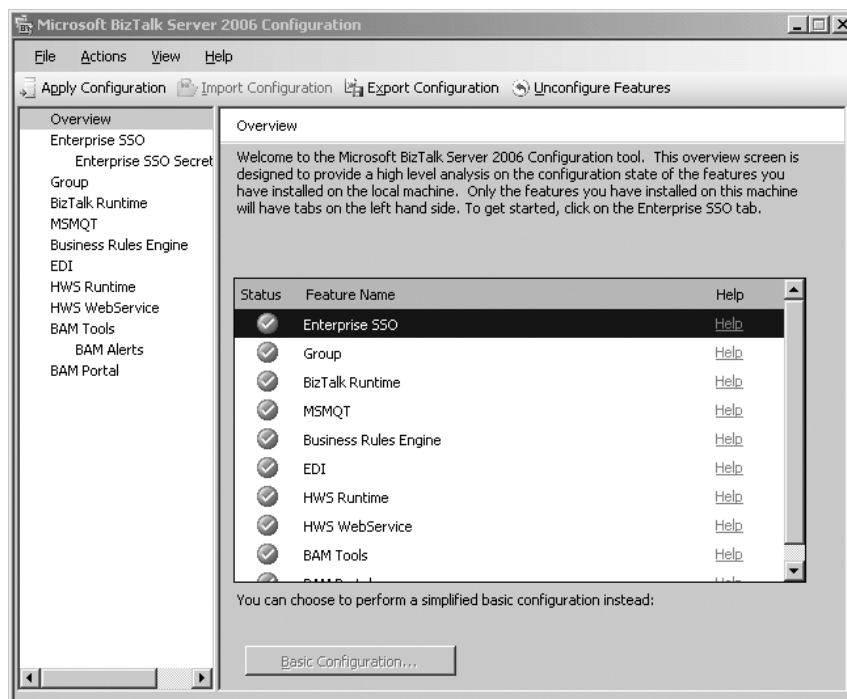 Microsoft BizTalk Server 2006 Configuration
File Actions View Help
Apply Configuration Import Configuration Export Configuration Unconfigure Features
Overview
Enterprise SSO
Enterprise SSO Secret
Group
BizTalk Runtime
MSMQT
Business Rules Engine
EDI
HWS Runtime
HWS WebService
BAM Tools
BAM Alerts
BAM Portal
Overview
Welcome to the Microsoft BizTalk Server 2006 Configuration tool. This overview screen is
designed to provide a high level analysis on the configuration state of the features you
have installed on the local machine. Only the features you have installed on this machine
will have tabs on the left hand side. To get started, click on the Enterprise SSO tab.
Status Feature Name Help
Enterprise SSO Help
Group Help
BizTalk Runtime Help
MSMQT Help
Business Rules Engine Help
EDI Help
HWS Runtime Help
HWS WebService Help
BAM Tools Help
You can choose to perform a simplified basic configuration instead:
Basic Configuration...